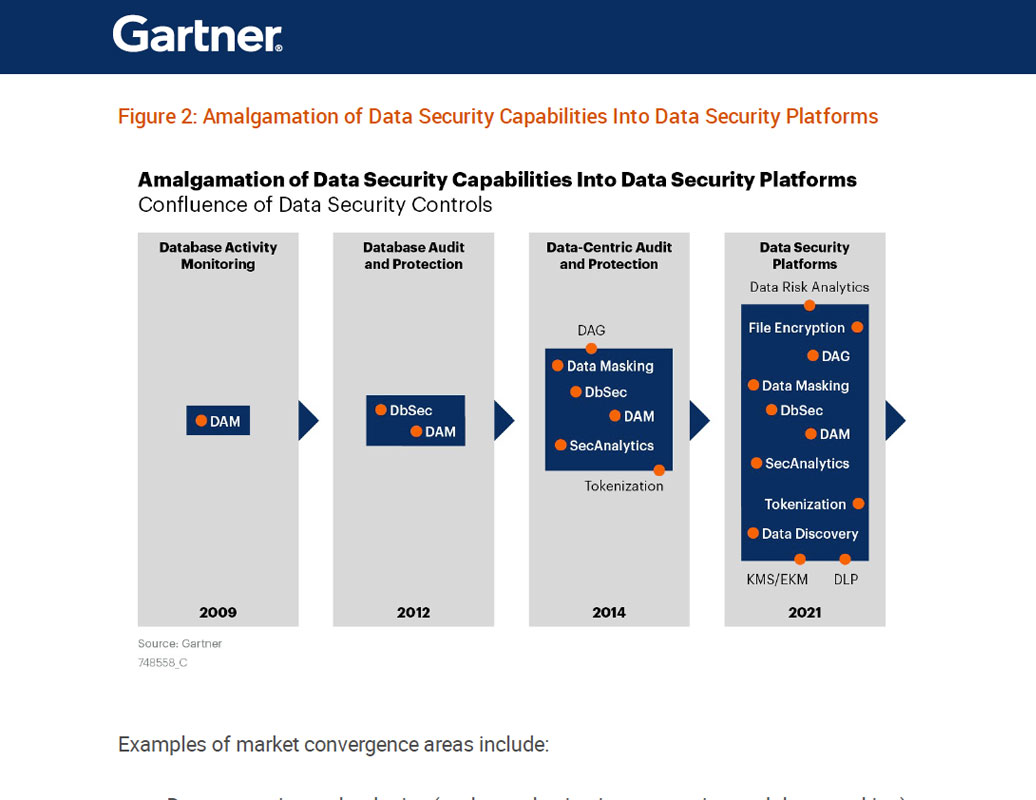 Gartner®
Figure 2: Amalgamation of Data Security Capabilities Into Data Security Platforms
Amalgamation of Data Security Capabilities Into Data Security Platforms
Confluence of Data Security Controls
Database Activity
Monitoring
DAM
2009
Database Audit
and Protection
DbSec
DAM
2012
Data-Centric Audit
and Protection
DAG
Data Masking
DbSec
DAM
SecAnalytics
Tokenization
2014
Data Security
Platforms
Data Risk Analytics
File Encryption
DAG
Data Masking
DbSec
DAM
SecAnalytics
Tokenization
Data Discovery
KMS/EKM DLP
2021
Source: Gartner
748558_C
Examples of market convergence areas include: